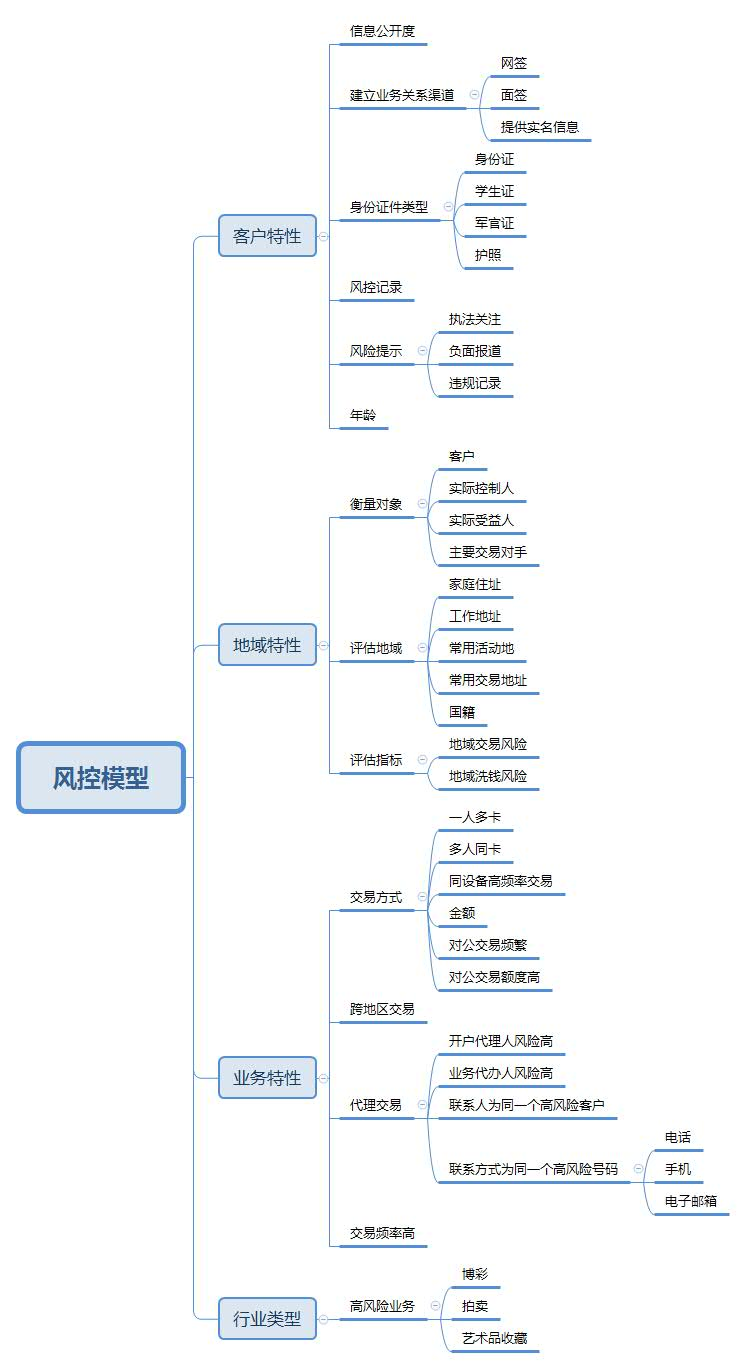 风控模型
客户特性
信息公开度
建立业务关系渠道
网签
面签
提供实名信息
身份证件类型
身份证
学生证
军官证
护照
风控记录
风险提示
执法关注
负面报道
违规记录
年龄
地域特性
衡量对象
客户
实际控制人
实际受益人
主要交易对手
评估地域
家庭住址
工作地址
常用活动地
常用交易地址
国籍
评估指标
地域交易风险
地域洗钱风险
业务特性
交易方式
一人多卡
多人同卡
同设备高频率交易
金额
对公交易频繁
对公交易额度高
跨地区交易
代理交易
开户代理人风险高
业务代办人风险高
联系人为同一个高风险客户
联系方式为同一个高风险号码
电话
手机
电子邮箱
交易频率高
行业类型
高风险业务
博彩
拍卖
艺术品收藏